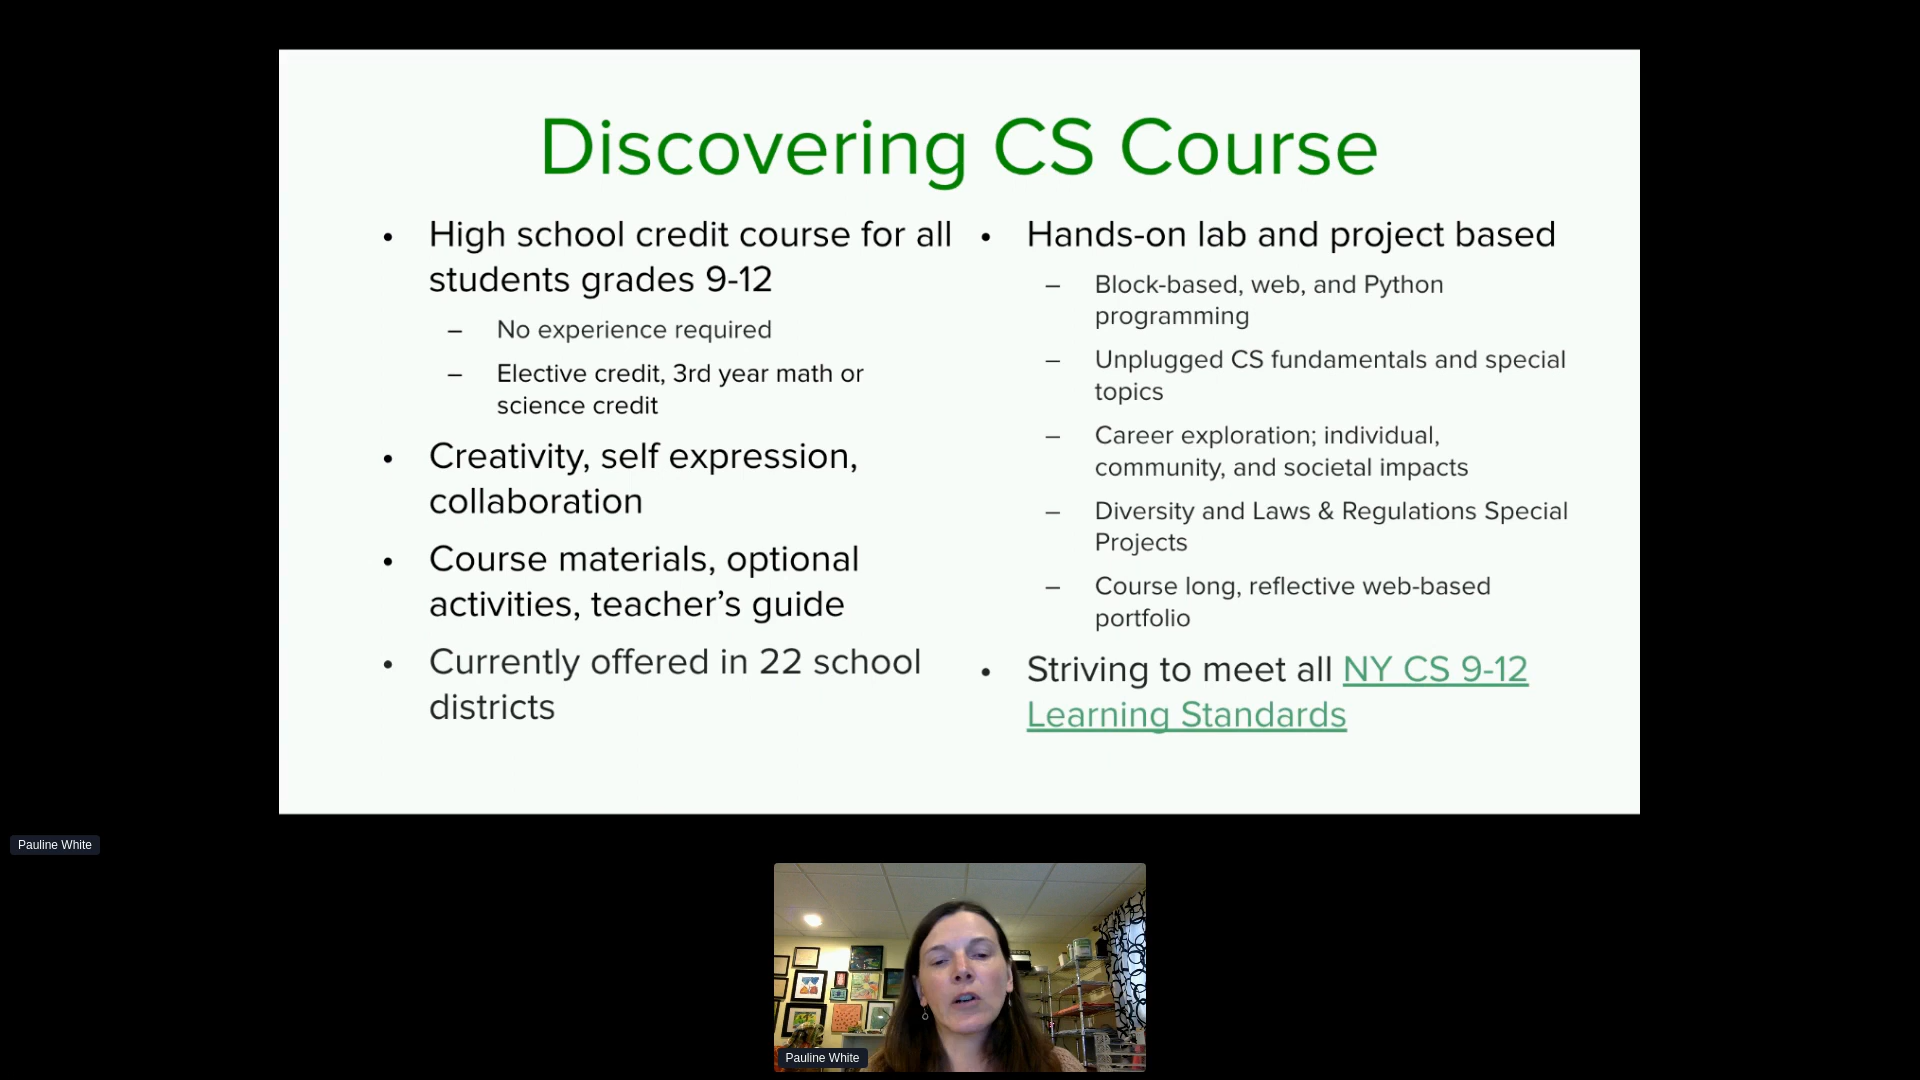 Discovering CS Course
• High school credit course for all
students grades 9-12
– No experience required
– Elective credit, 3rd year math or
science credit
• Creativity, self expression,
collaboration
• Course materials, optional
activities, teacher’s guide
• Currently offered in 22 school
districts
• Hands-on lab and project based
– Block-based, web, and Python
programming
– Unplugged CS fundamentals and special
topics
– Career exploration; individual,
community, and societal impacts
– Diversity and Laws & Regulations Special
Projects
– Course long, reflective web-based
portfolio
• Striving to meet all NY CS 9-12
Learning Standards
Pauline White
Pauline White